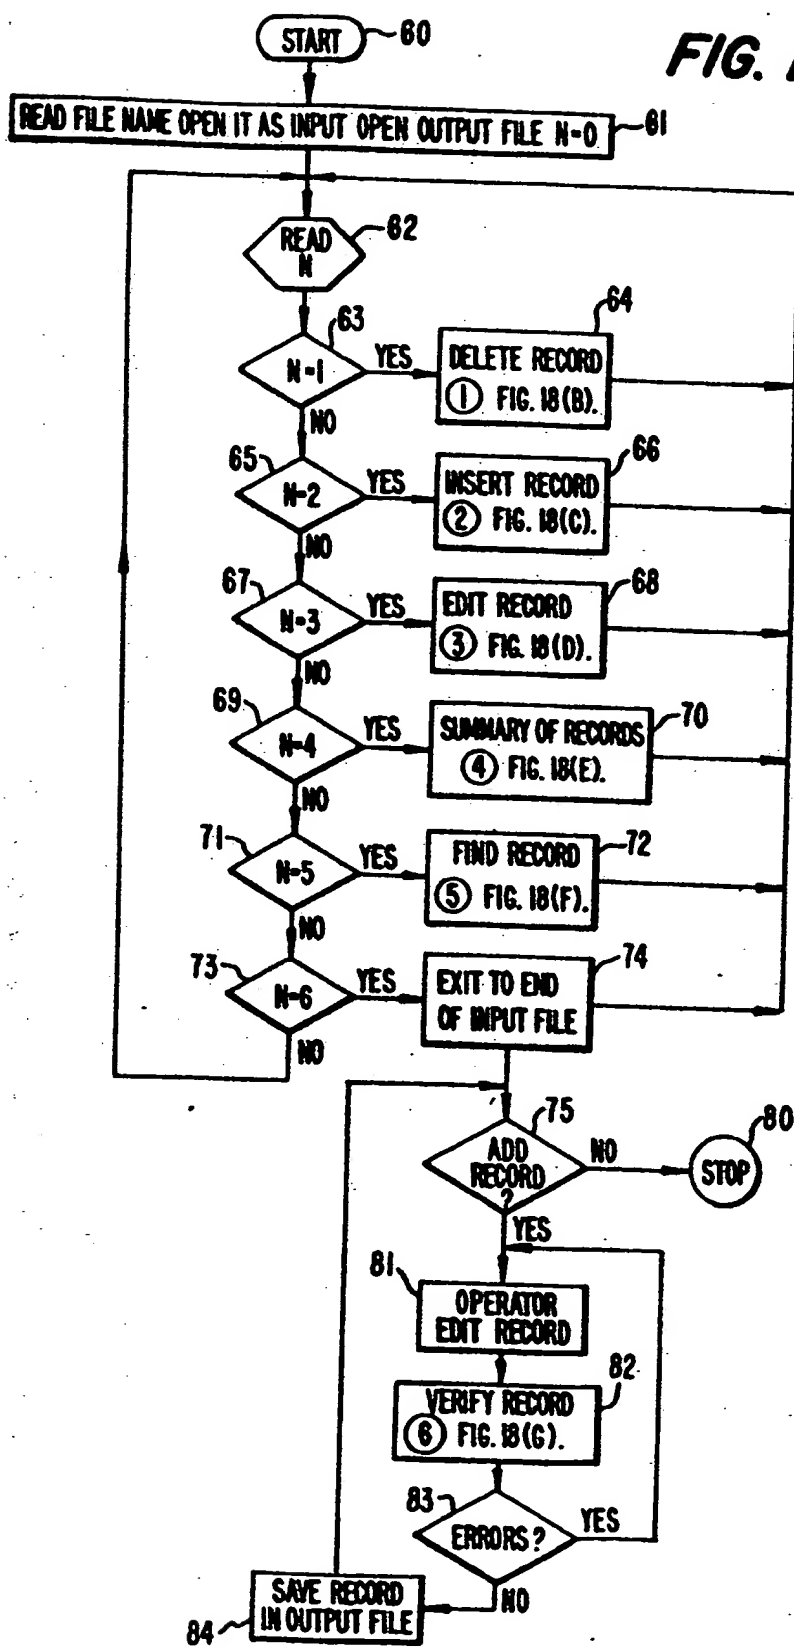 START
60
FIG.
READ FILE NAME OPEN IT AS INPUT OPEN OUTPUT FILE N=0
61
READ
N
62
63
N=1
YES
NO
64
DELETE RECORD
1 FIG. 18(B).
65
N=2
YES
NO
66
INSERT RECORD
2 FIG. 18(C).
67
N=3
YES
NO
68
EDIT RECORD
3 FIG. 18(D).
69
N=4
YES
NO
70
SUMMARY OF RECORDS
4 FIG. 18(E).
71
N=5
YES
NO
72
FIND RECORD
5 FIG. 18(F).
73
N=6
YES
NO
74
EXIT TO END
OF INPUT FILE
75
ADD
RECORD
?
NO
YES
80
STOP
81
OPERATOR
EDIT RECORD
82
VERIFY RECORD
6 FIG. 18(G).
83
ERRORS?
YES
NO
SAVE RECORD
IN OUTPUT FILE
84